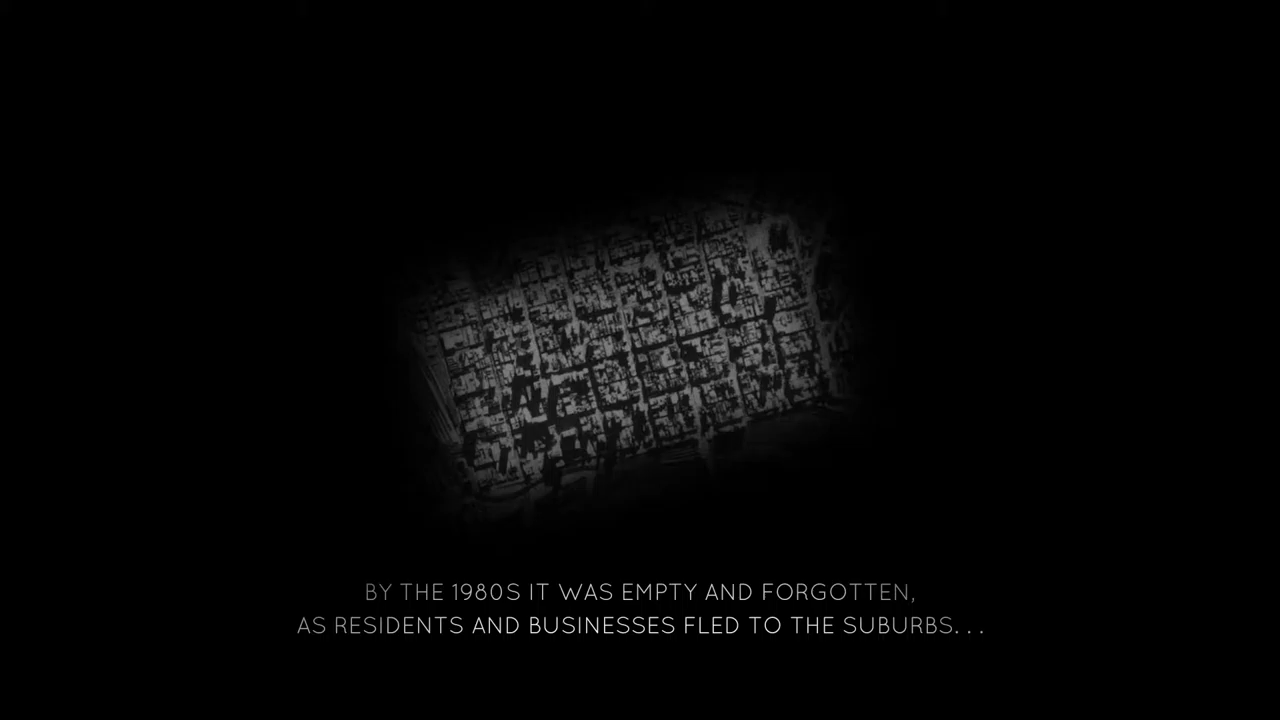 BY THE 1980S IT WAS EMPTY AND FORGOTTEN,
AS RESIDENTS AND BUSINESSES FLED TO THE SUBURBS...